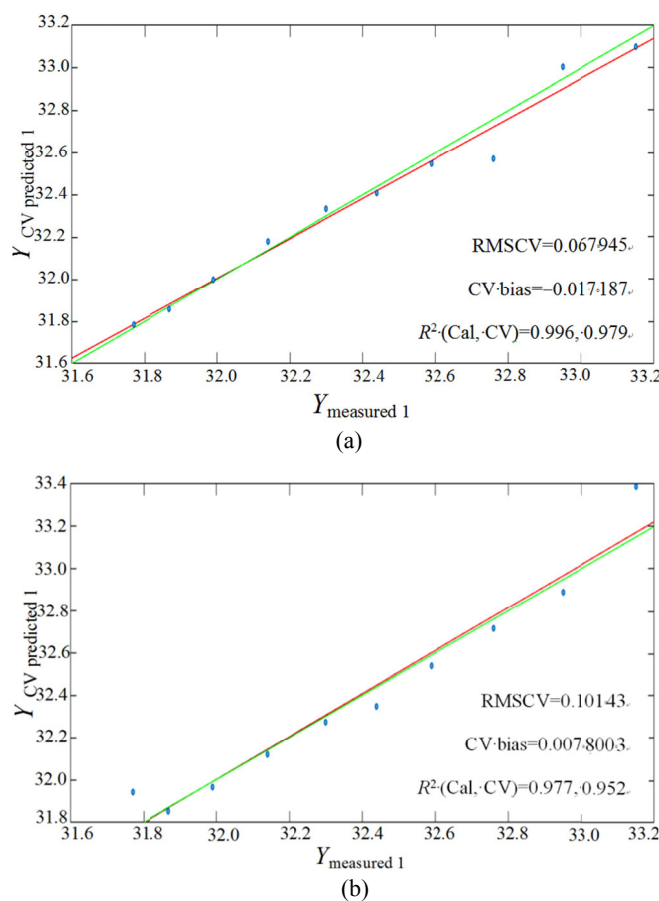 33.2
33.0
32.8
32.6
32.4
32.2
32.0
31.8
31.6
Y CV predicted 1
RMSCV=0.067945
CV·bias=−0.017·187
R²·(Cal,·CV)=0.996,·0.979
31.6 31.8 32.0 32.2 32.4 32.6 32.8 33.0 33.2
Y measured 1
(a)
33.4
33.2
33.0
32.8
32.6
32.4
32.2
32.0
31.8
Y CV predicted 1
RMSCV=0.10143
CV·bias=0.007·800·3
R²·(Cal,·CV)=0.977,·0.952
31.6 31.8 32.0 32.2 32.4 32.6 32.8 33.0 33.2
Y measured 1
(b)